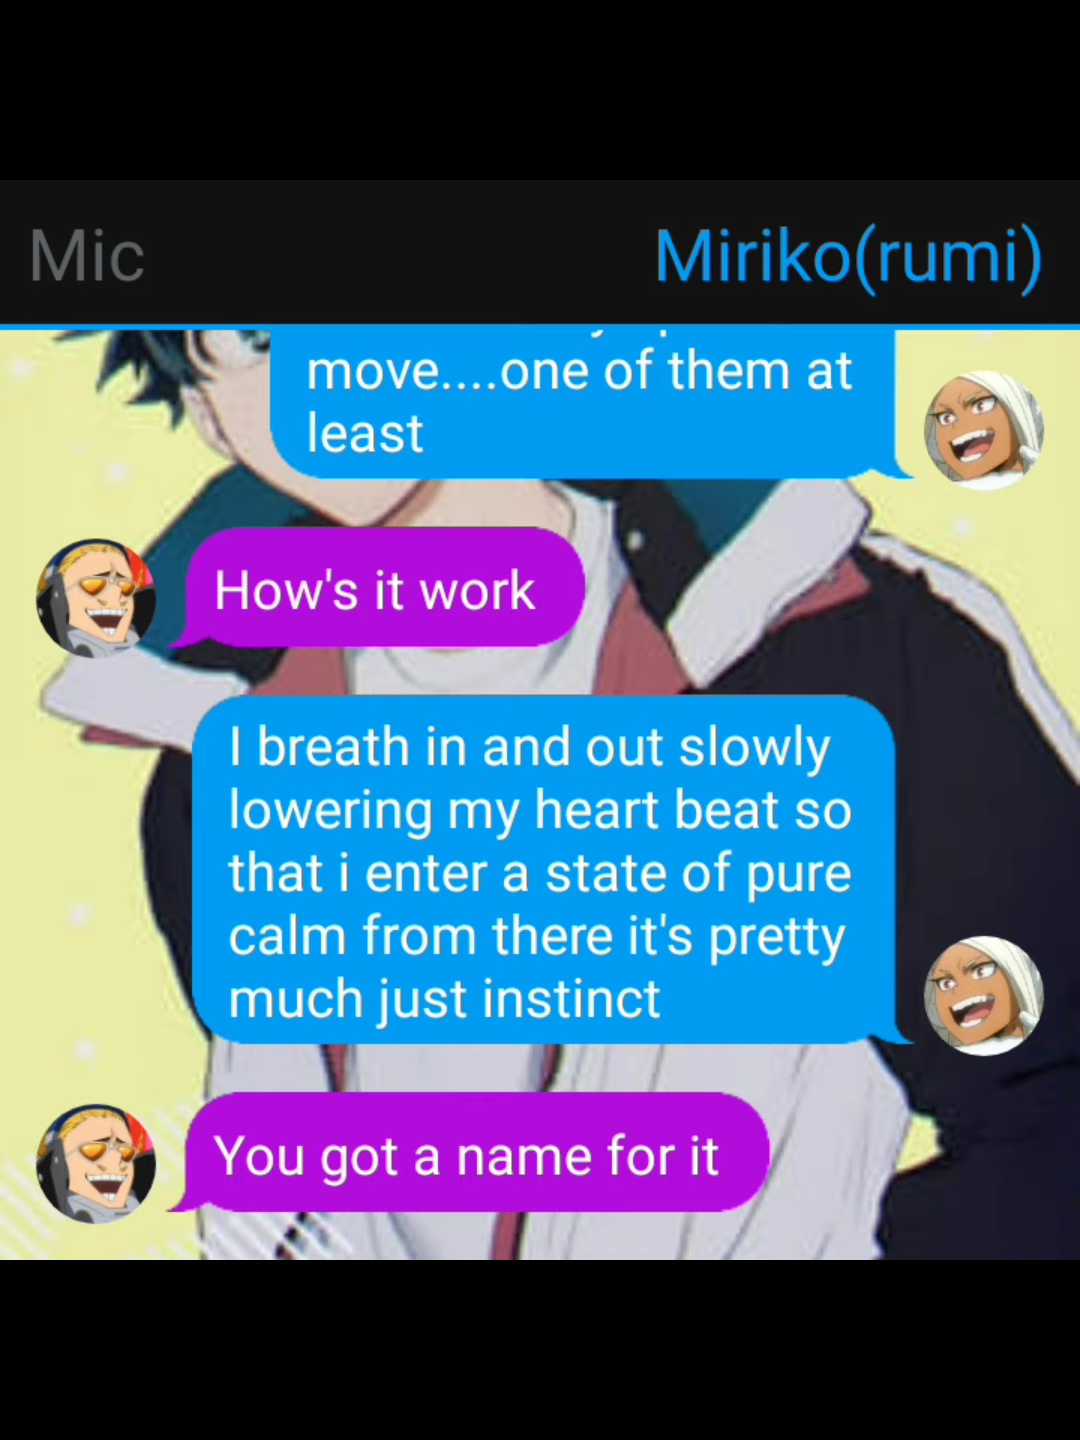 Mic
Miriko(rumi)
move....one of them at
least
How's it work
I breath in and out slowly
lowering my heart beat so
that i enter a state of pure
calm from there it's pretty
much just instinct
You got a name for it